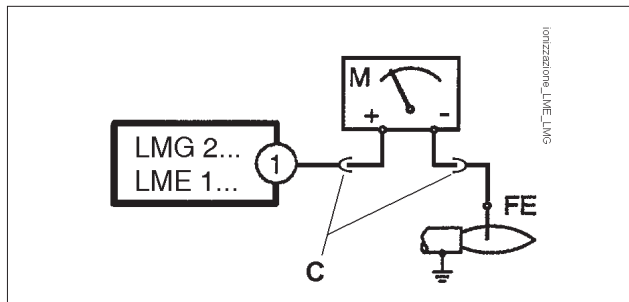 M
+ -
LMG 2...
LME 1...
1
FE
C
ionizzazione_LME_LMG